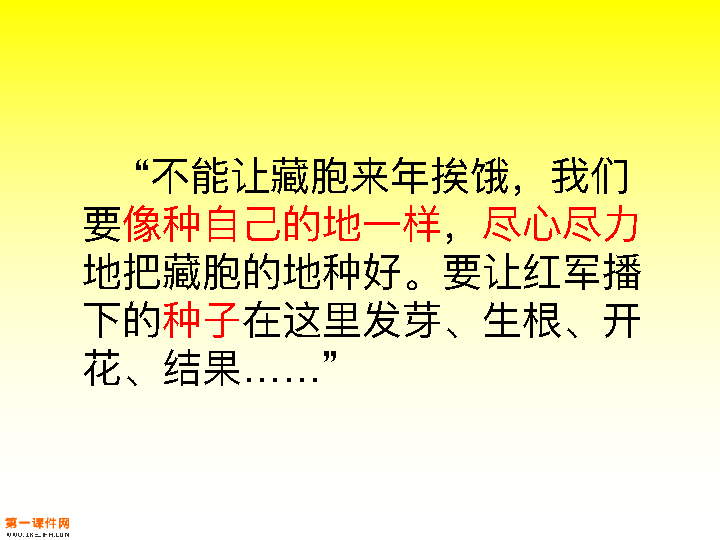 “不能让藏胞来年挨饿，我们
要像种自己的地一样，尽心尽力
地把藏胞的地种好。要让红军播
下的种子在这里发芽、生根、开
花、结果……”
第一课件网